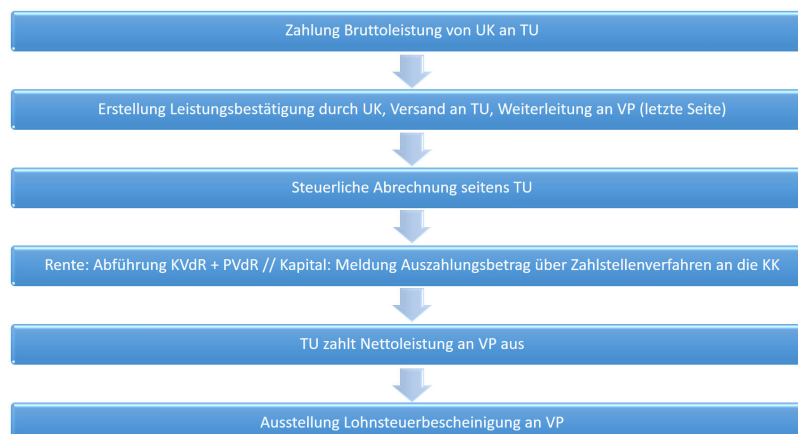 Zahlung Bruttoleistung von UK an TU
Erstellung Leistungsbestätigung durch UK, Versand an TU, Weiterleitung an VP (letzte Seite)
Steuerliche Abrechnung seitens TU
Rente: Abführung KVdR + PVdR // Kapital: Meldung Auszahlungsbetrag über Zahlstellenverfahren an die KK
TU zahlt Nettoleistung an VP aus
Ausstellung Lohnsteuerbescheinigung an VP